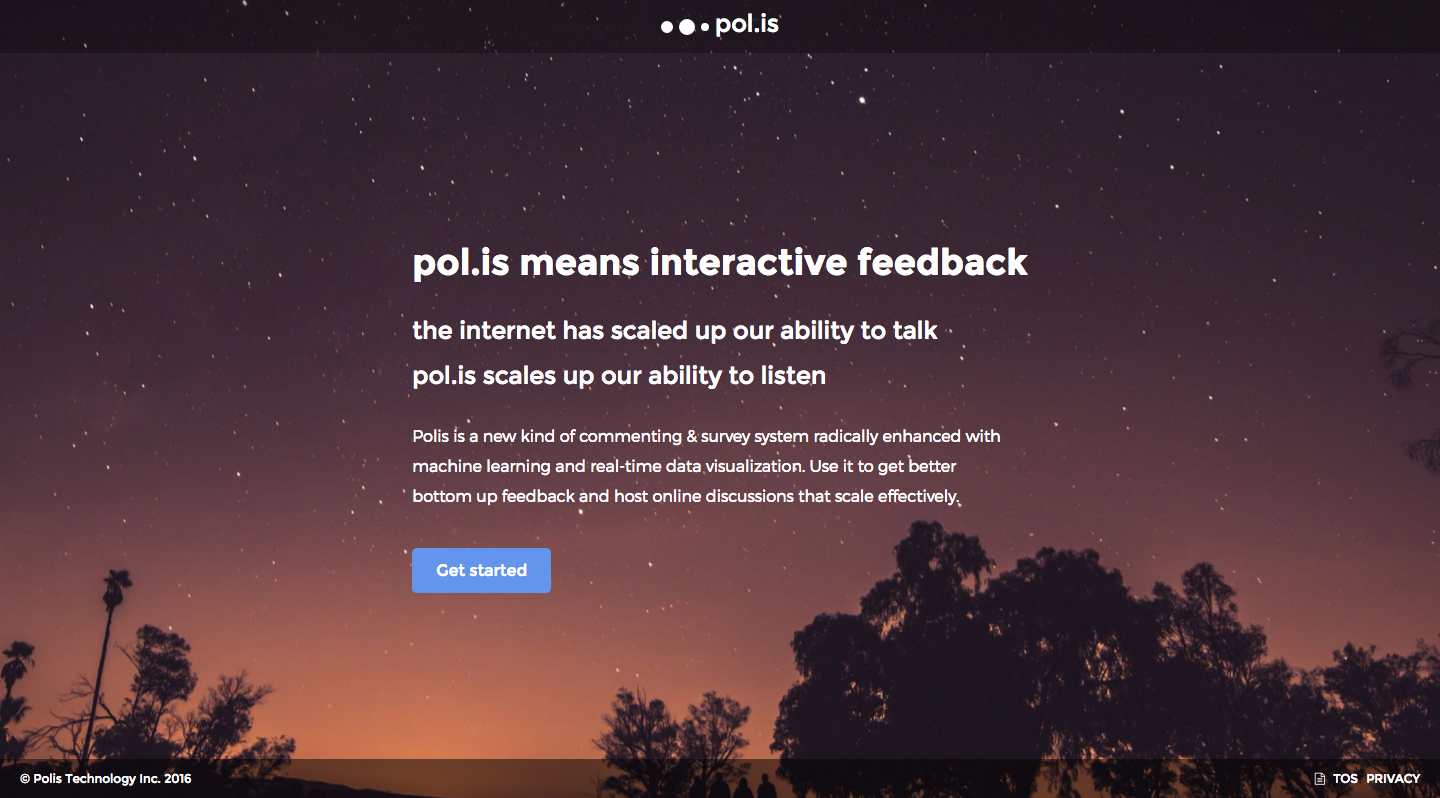 pol.is
pol.is means interactive feedback
the internet has scaled up our ability to talk
pol.is scales up our ability to listen
Polis is a new kind of commenting & survey system radically enhanced with
machine learning and real-time data visualization. Use it to get better
bottom up feedback and host online discussions that scale effectively.
Get started
© Polis Technology Inc. 2016
TOS PRIVACY